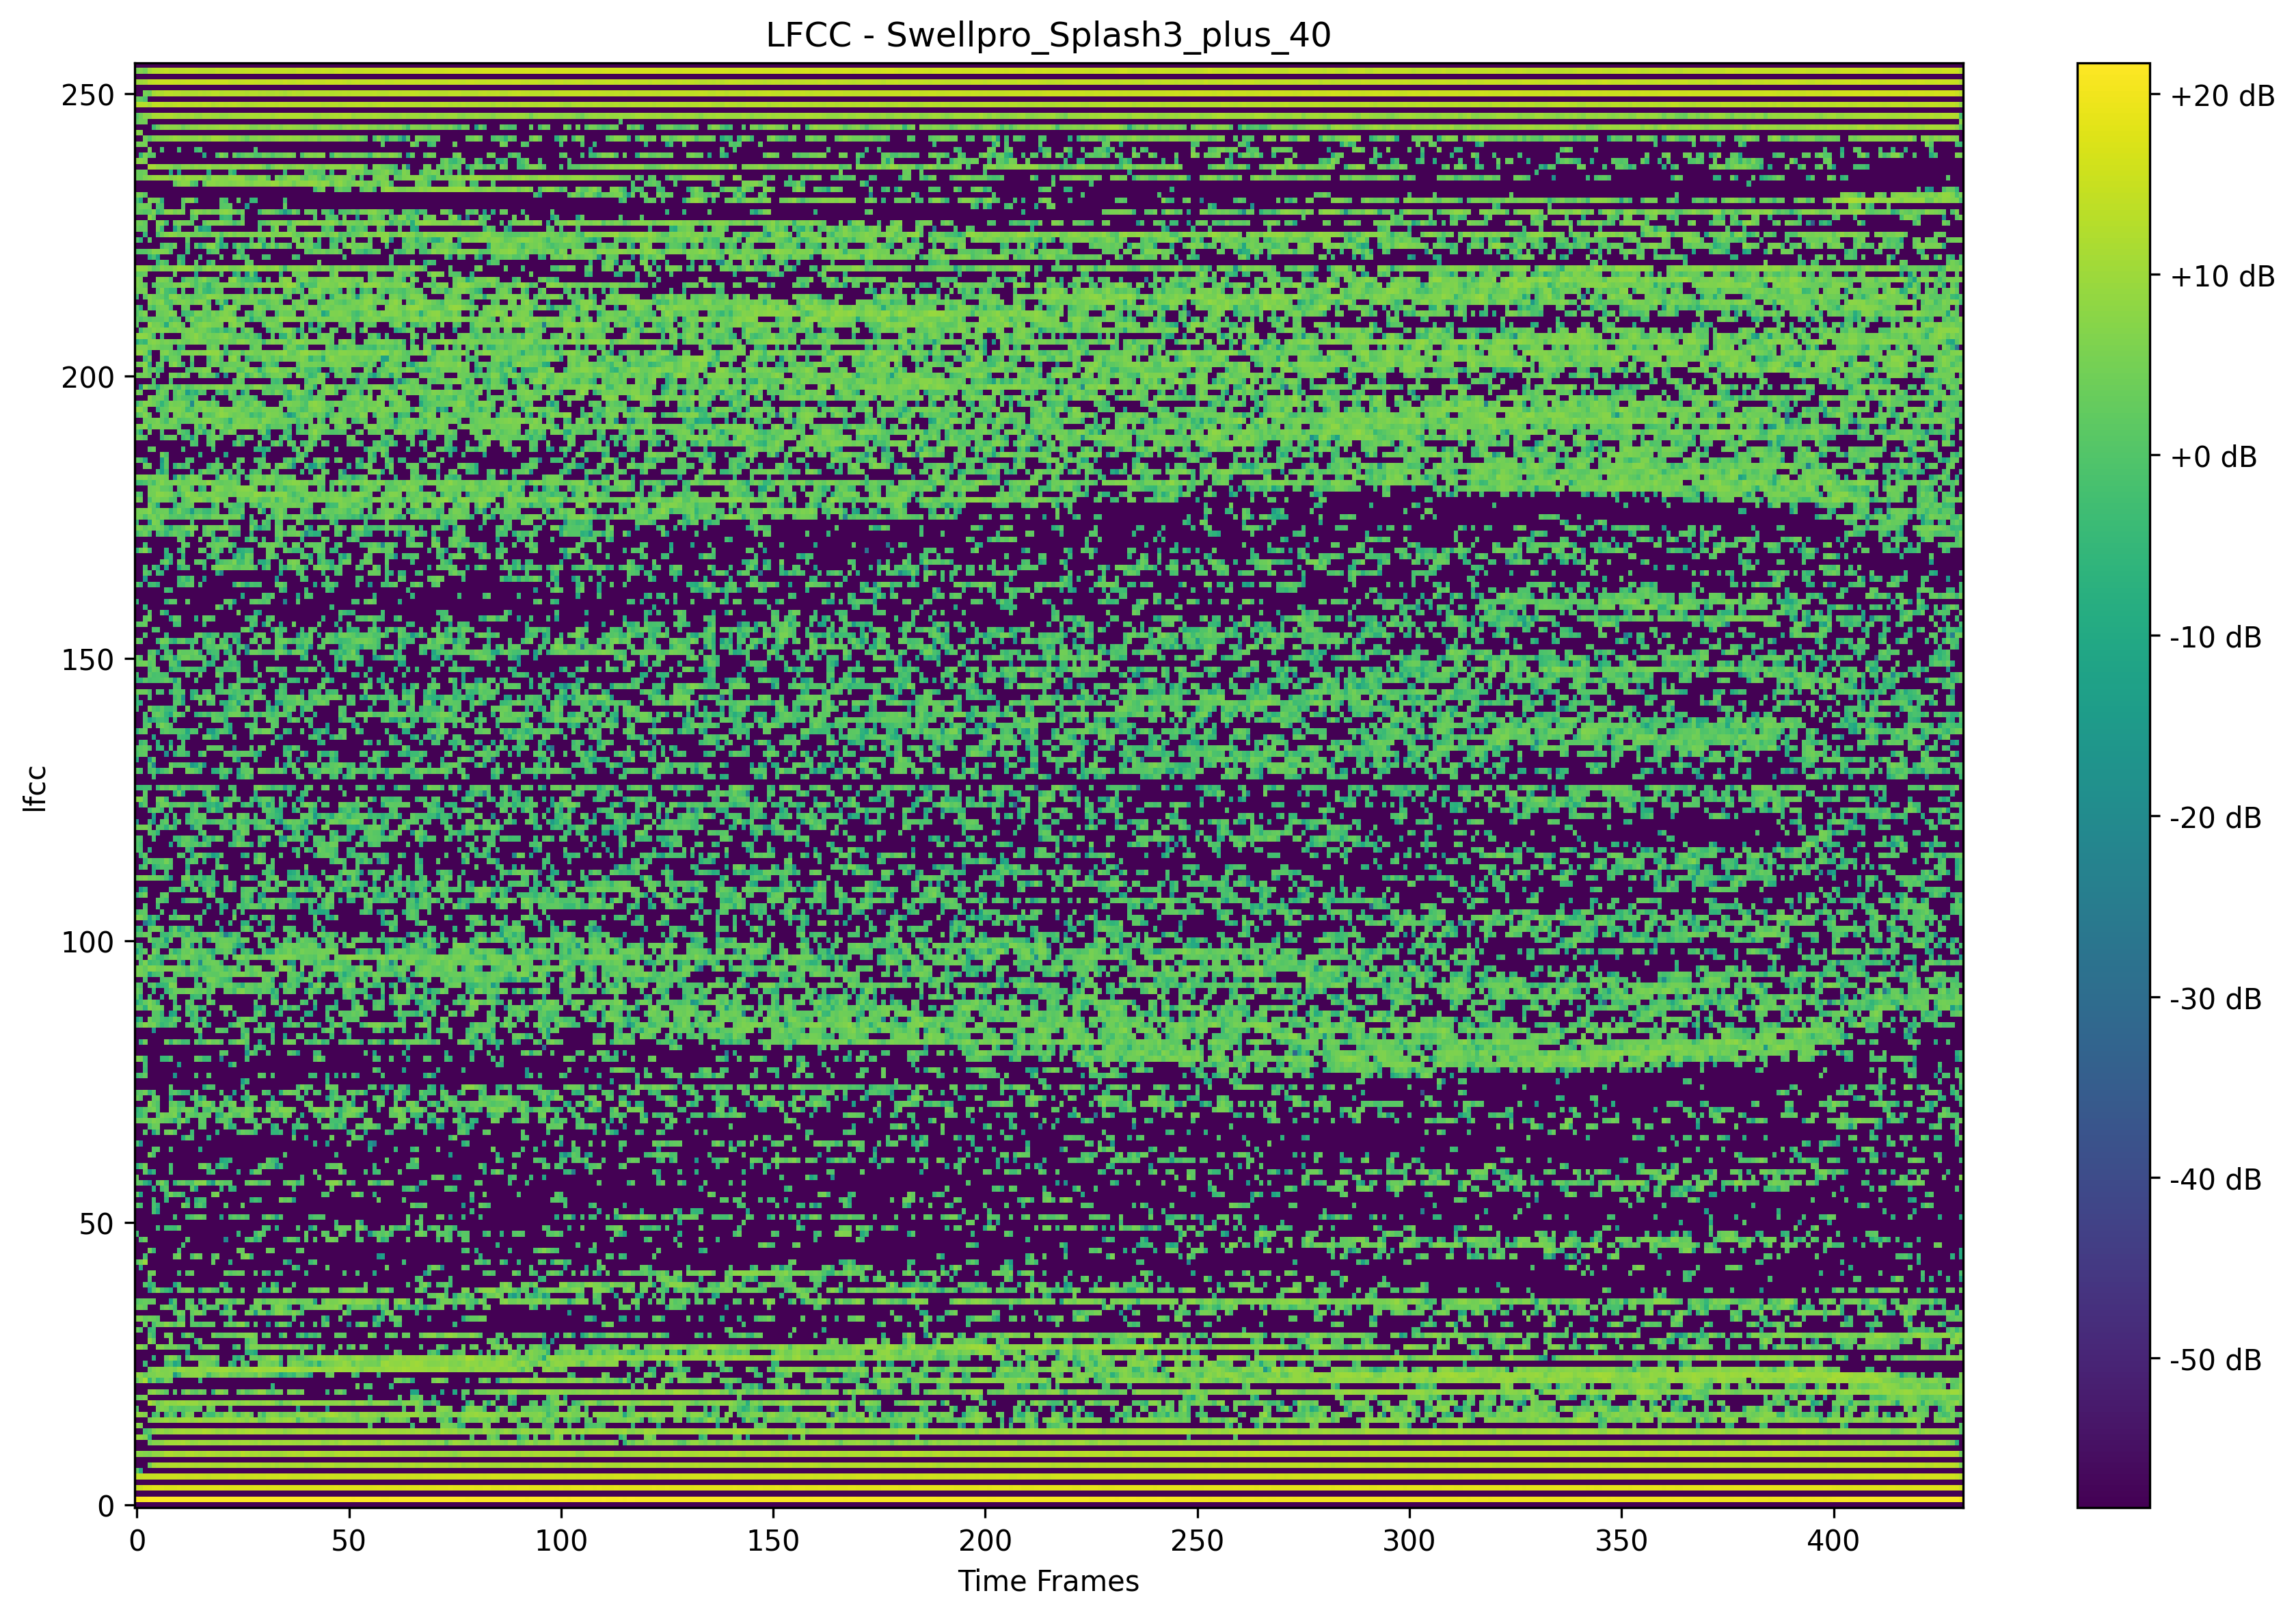 LFCC - Swellpro_Splash3_plus_40
250
200
150
100
50
0
lfcc
0 50 100 150 200 250 300 350 400
Time Frames
+20 dB
+10 dB
+0 dB
-10 dB
-20 dB
-30 dB
-40 dB
-50 dB